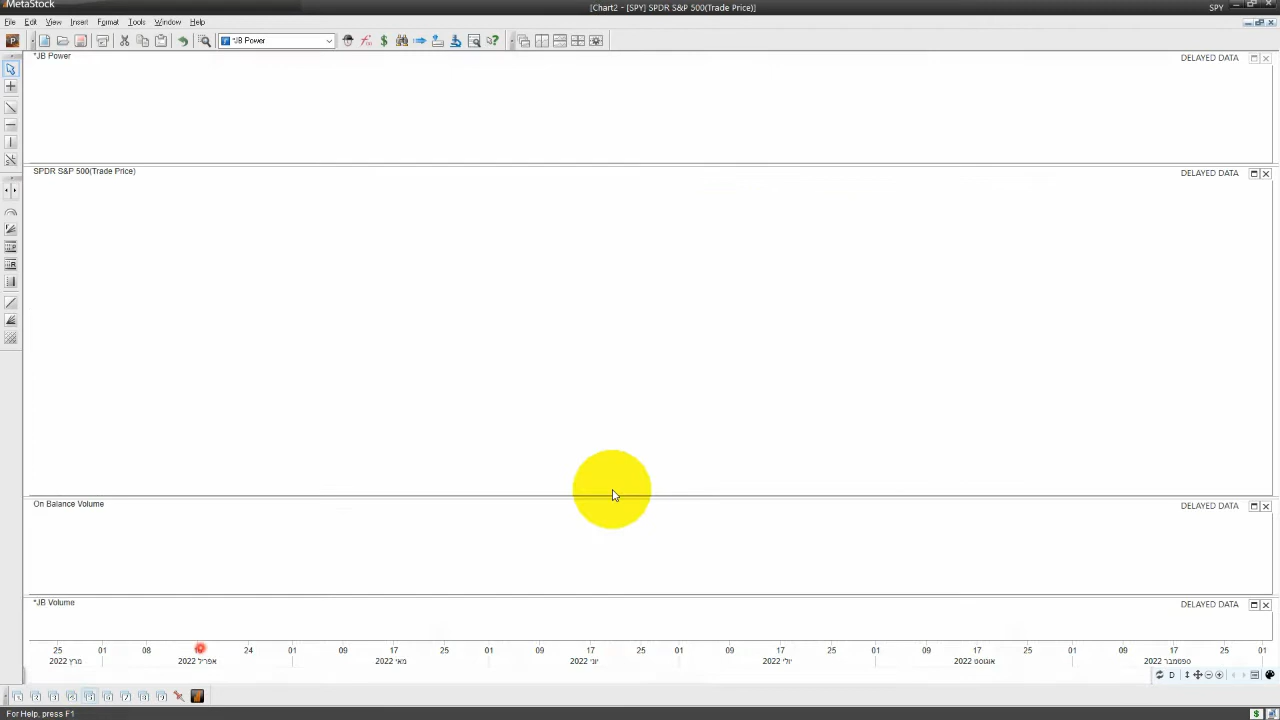 MetaStock
[Chart2 - [SPY] SPDR S&P 500(Trade Price)]
SPY
File Edit View Insert Format Tools Window Help
*JB Power
*JB Power
DELAYED DATA
SPDR S&P 500(Trade Price)
DELAYED DATA
On Balance Volume
DELAYED DATA
*JB Volume
DELAYED DATA
25 01 08 24 01 09 17 25 01 09 17 25 01 09 17 25 01 09 17 25 01 09 17 25 01
מרץ 2022 אפריל 2022 מאי 2022 יוני 2022 יולי 2022 אוגוסט 2022 ספטמבר 2022
D
For Help, press F1